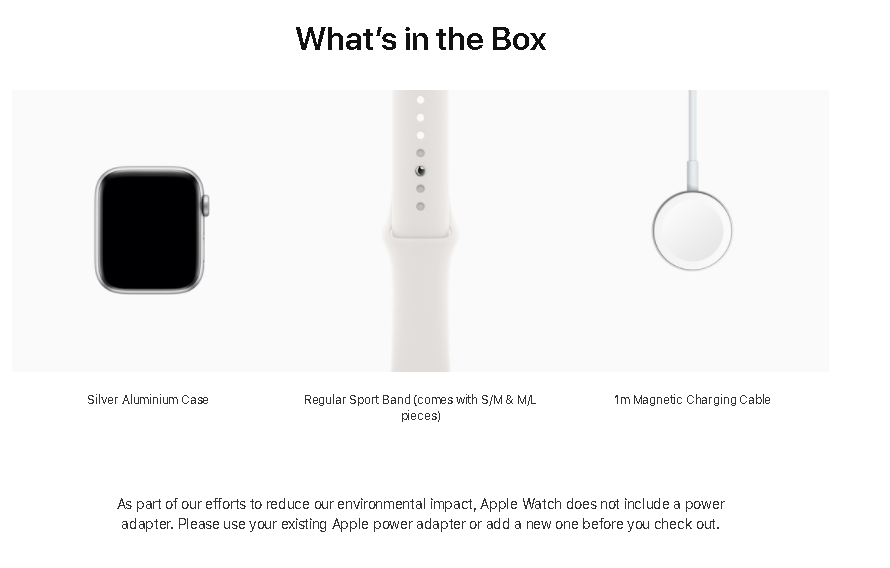 What's in the Box
Silver Aluminium Case
Regular Sport Band (comes with S/M & M/L
pieces)
1m Magnetic Charging Cable
As part of our efforts to reduce our environmental impact, Apple Watch does not include a power
adapter. Please use your existing Apple power adapter or add a new one before you check out.